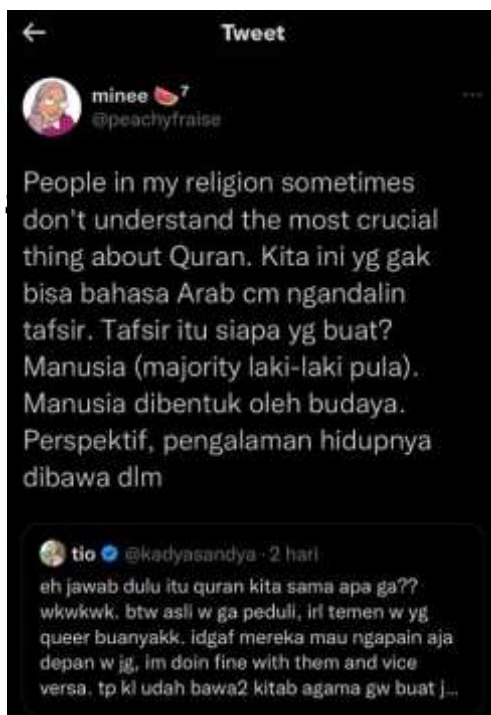 Tweet
minee 🍉7
@peachyfraise
People in my religion sometimes
don't understand the most crucial
thing about Quran. Kita ini yg gak
bisa bahasa Arab cm ngandalin
tafsir. Tafsir itu siapa yg buat?
Manusia (majority laki-laki pula).
Manusia dibentuk oleh budaya.
Perspektif, pengalaman hidupnya
dibawa dlm
tio @kadyasandya · 2 hari
eh jawab dulu itu quran kita sama apa ga??
wkwkwk. btw asli w ga peduli, irl temen w yg
queer buanyakk. idgaf mereka mau ngapain aja
depan w jg, im doin fine with them and vice
versa. tp kl udah bawa2 kitab agama gw buat j...